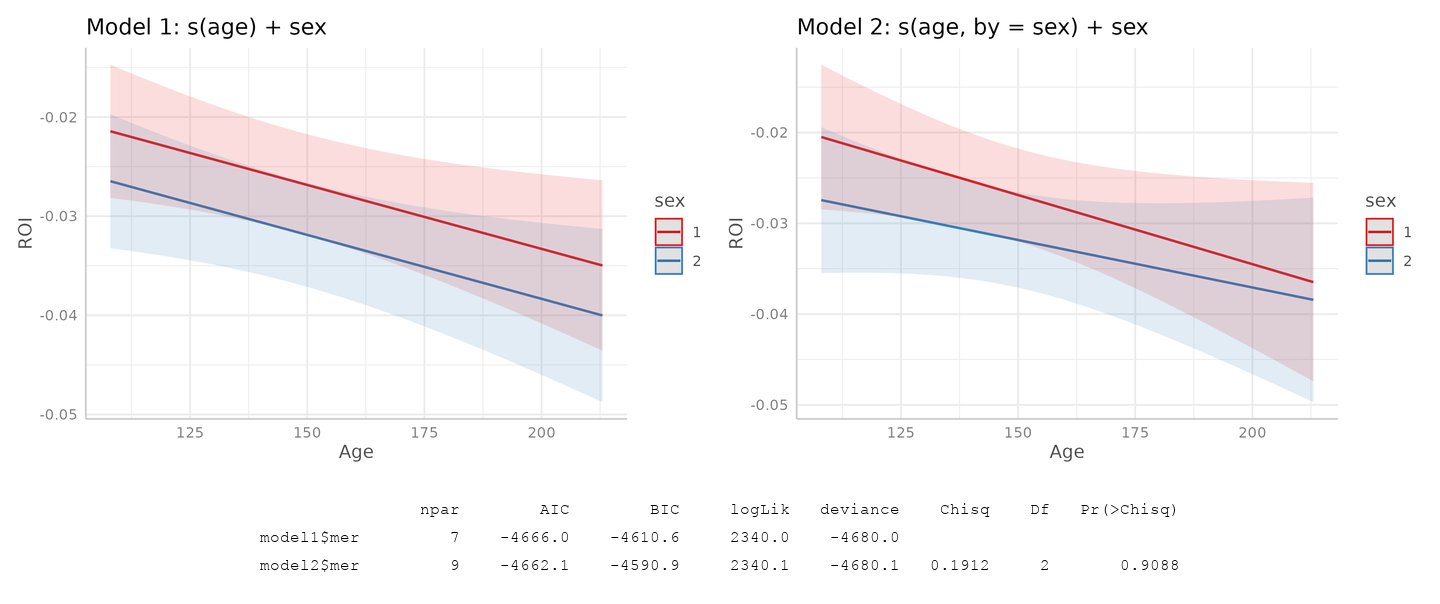 Model 1: s(age) + sex
-0.02
-0.03
-0.04
-0.05
ROI
125 150 175 200
Age
sex
1
2
Model 2: s(age, by = sex) + sex
-0.02
-0.03
-0.04
-0.05
ROI
125 150 175 200
Age
sex
1
2
npar AIC BIC logLik deviance Chisq Df Pr(>Chisq)
model1$mer 7 -4666.0 -4610.6 2340.0 -4680.0
model2$mer 9 -4662.1 -4590.9 2340.1 -4680.1 0.1912 2 0.9088